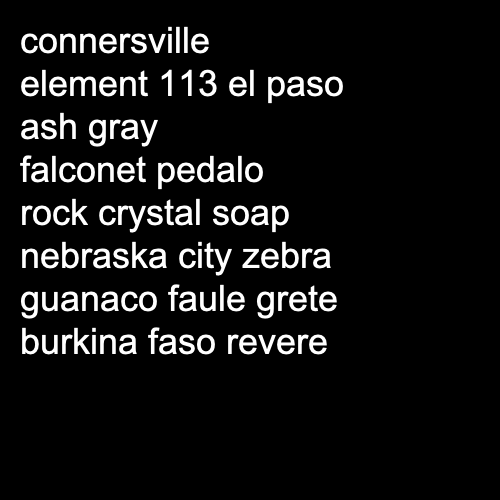 connersville
element 113 el paso
ash gray
falconet pedalo
rock crystal soap
nebraska city zebra
guanaco faule grete
burkina faso revere